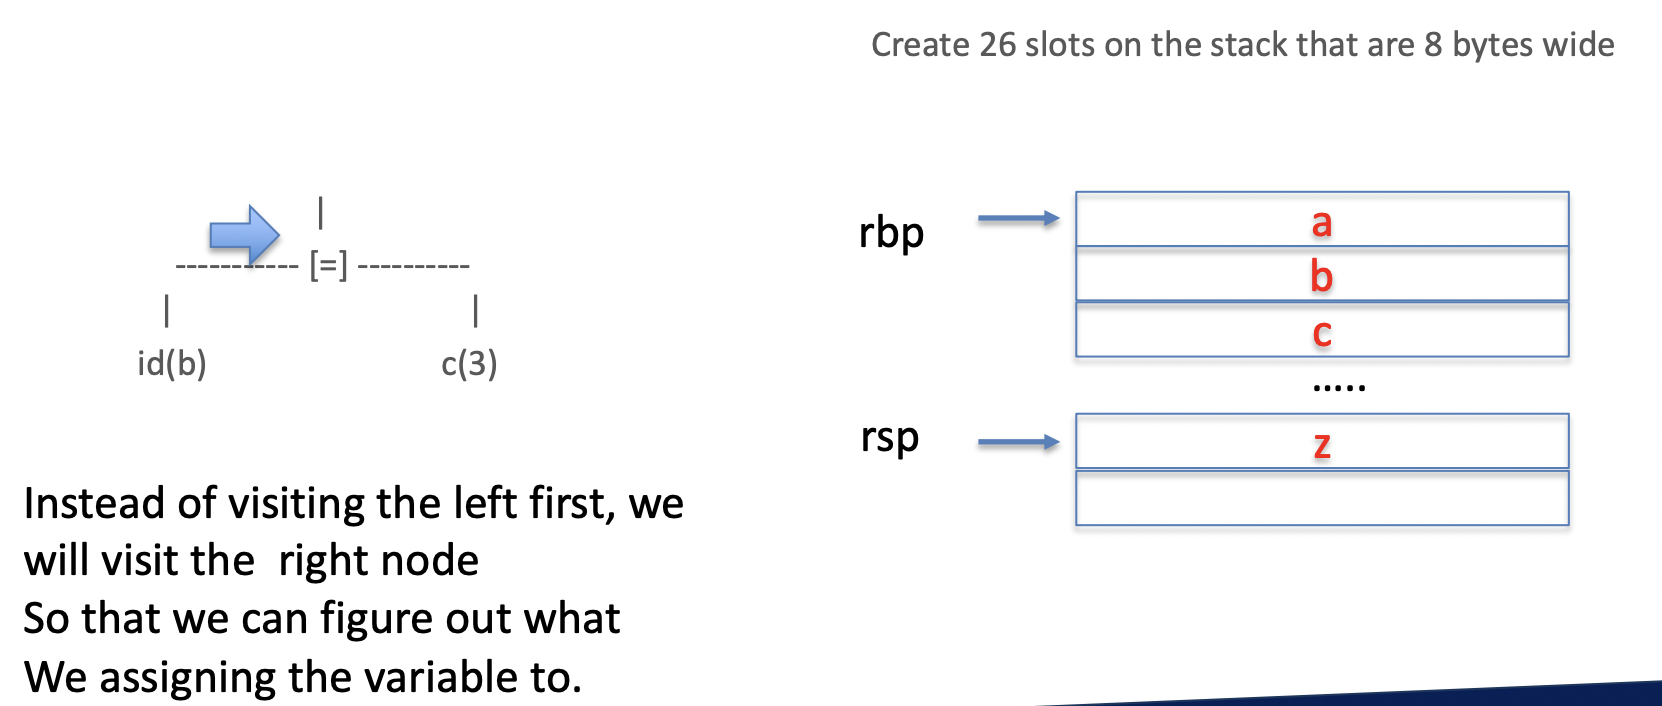 Create 26 slots on the stack that are 8 bytes wide
|
----------- [=] ----------
| |
id(b) c(3)
Instead of visiting the left first, we
will visit the  right node
So that we can figure out what
We assigning the variable to.
rbp
a
b
c
.....
rsp
z